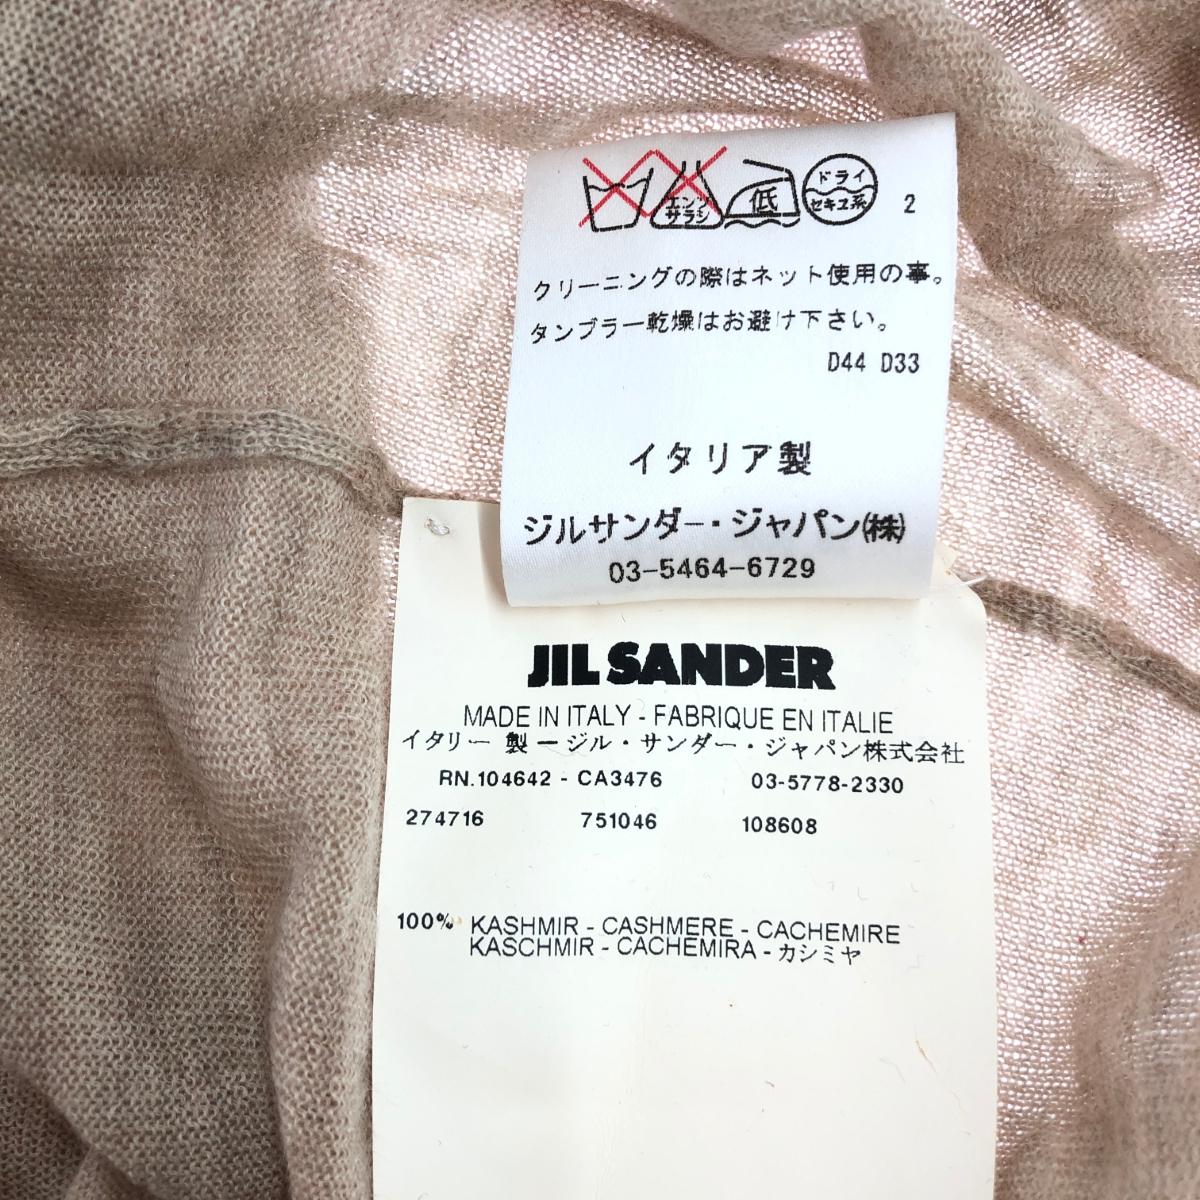 エンソ
サラシ
低
ドライ
セキユ系
2
クリーニングの際はネット使用の事。
タンブラー乾燥はお避け下さい。
D44 D33
イタリア製
ジルサンダー・ジャパン(株)
03-5464-6729
JIL SANDER
MADE IN ITALY - FABRIQUE EN ITALIE
イタリー 製 ージル・サンダー・ジャパン株式会社
RN.104642 - CA3476 03-5778-2330
274716 751046 108608
100% KASHMIR - CASHMERE - CACHEMIRE
KASCHMIR - CACHEMIRA - カシミヤ